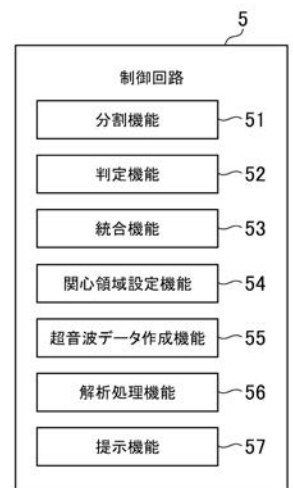 5
制御回路
分割機能 51
判定機能 52
統合機能 53
関心領域設定機能 54
超音波データ作成機能 55
解析処理機能 56
提示機能 57